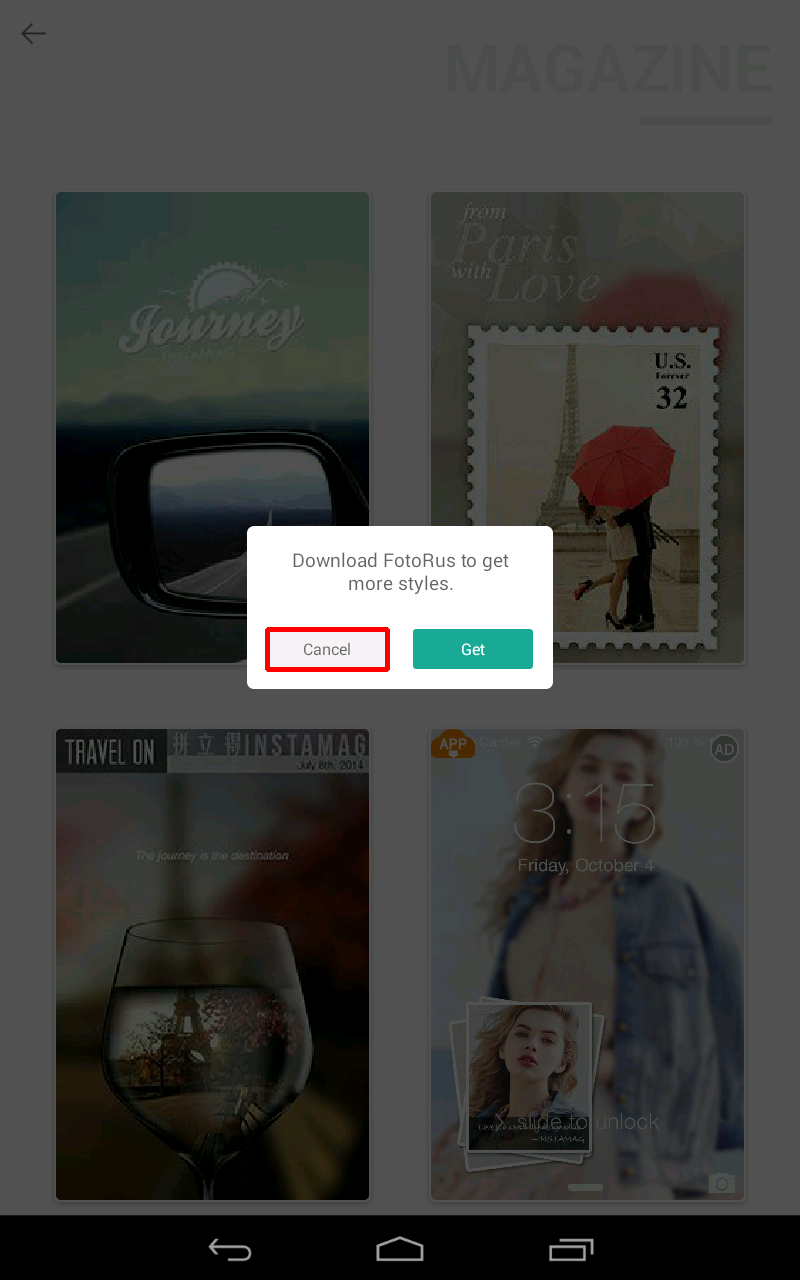 MAGAZINE
Journey
from
Paris
with
Love
U.S.
Forever
32
Download FotoRus to get
more styles.
Cancel
Get
TRAVEL ON
拼立得INSTAMAG
July 8th, 2014
The journey is the destination
APP
Carrier
100 %
AD
3:15
Friday, October 4
slide to unlock
—INSTAMAG